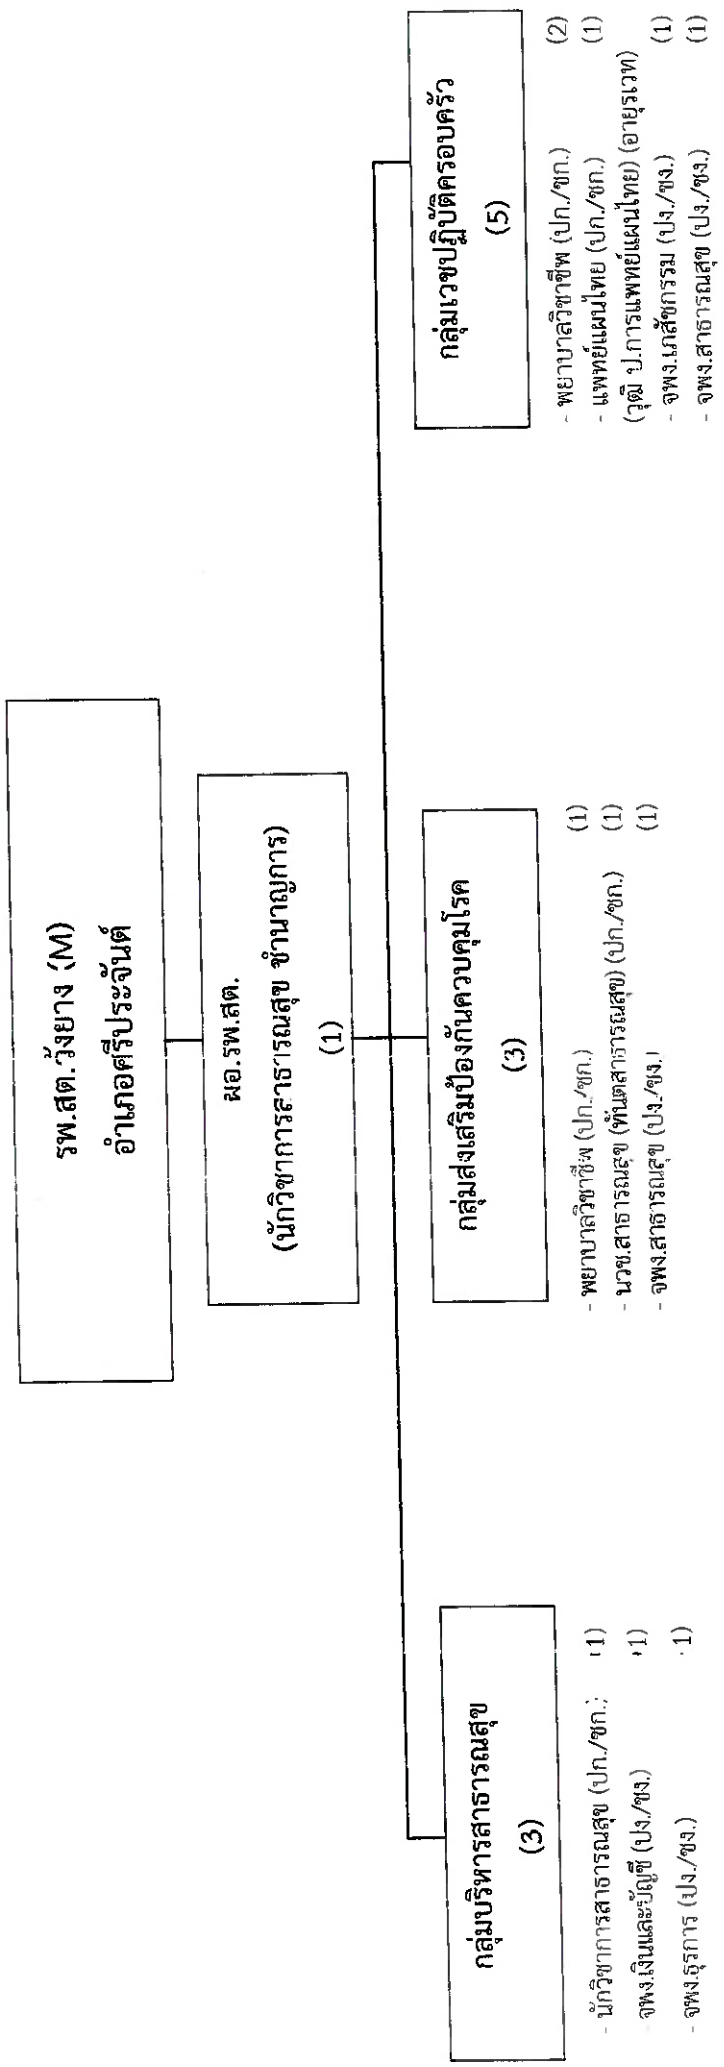 รพ.สต.วังยาง (M)
อำเภอศรีประจันต์
ผอ.รพ.สต.
(นักวิชาการสาธารณสุข ชำนาญการ)
(1)
กลุ่มบริหารสาธารณสุข
(3)
- นักวิชาการสาธารณสุข (ปก./ชก.) (1)
- จพง.เงินและบัญชี (ปง./ชง.) (1)
- จพง.ธุรการ (ปง./ชง.) (1)
กลุ่มส่งเสริมป้องกันควบคุมโรค
(3)
- พยาบาลวิชาชีพ (ปก./ชก.) (1)
- นวช.สาธารณสุข (ทันตสาธารณสุข) (ปก./ชก.) (1)
- จพง.สาธารณสุข (ปง./ชง.) (1)
กลุ่มเวชปฏิบัติครอบครัว
(5)
- พยาบาลวิชาชีพ (ปก./ชก.) (2)
- แพทย์แผนไทย (ปก./ชก.) (1)
(วุฒิ ป.การแพทย์แผนไทย) (อายุรเวท)
- จพง.เภสัชกรรม (ปง./ชง.) (1)
- จพง.สาธารณสุข (ปง./ชง.) (1)